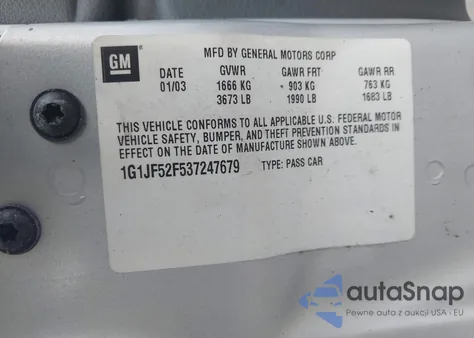 GM
MFD BY GENERAL MOTORS CORP
DATE GVWR GAWR FRT GAWR RR
01/03 1666 KG 903 KG 763 KG
3673 LB 1990 LB 1683 LB
THIS VEHICLE CONFORMS TO ALL APPLICABLE U.S. FEDERAL MOTOR
VEHICLE SAFETY, BUMPER, AND THEFT PREVENTION STANDARDS IN
EFFECT ON THE DATE OF MANUFACTURE SHOWN ABOVE.
1G1JF52F537247679 TYPE: PASS CAR
autoSnap
Pewne auta z aukcji USA - EU